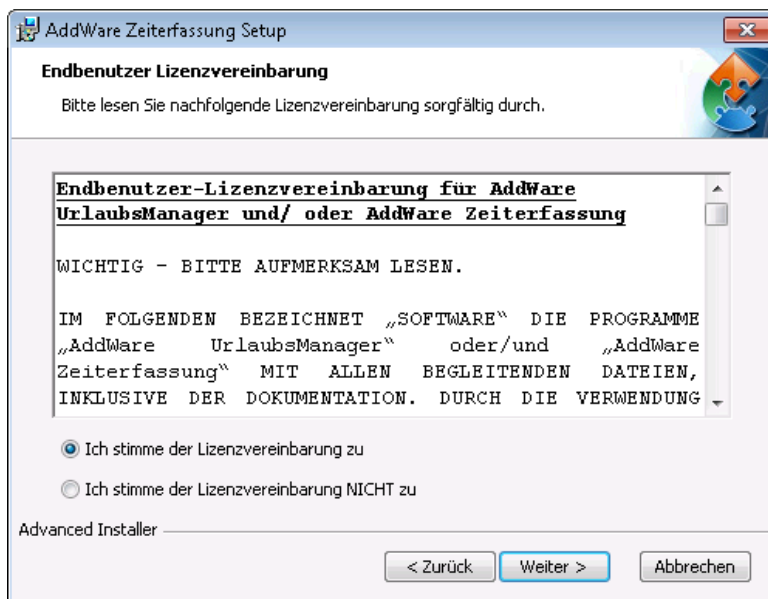 AddWare Zeiterfassung Setup
Endbenutzer Lizenzvereinbarung
Bitte lesen Sie nachfolgende Lizenzvereinbarung sorgfältig durch.
Endbenutzer-Lizenzvereinbarung für AddWare
UrlaubsManager und/ oder AddWare Zeiterfassung
WICHTIG – BITTE AUFMERKSAM LESEN.
IM FOLGENDEN BEZEICHNET „SOFTWARE“ DIE PROGRAMME
„AddWare UrlaubsManager“ oder/und „AddWare
Zeiterfassung“ MIT ALLEN BEGLEITENDEN DATEIEN,
INKLUSIVE DER DOKUMENTATION. DURCH DIE VERWENDUNG
Ich stimme der Lizenzvereinbarung zu
Ich stimme der Lizenzvereinbarung NICHT zu
Advanced Installer
< Zurück Weiter > Abbrechen